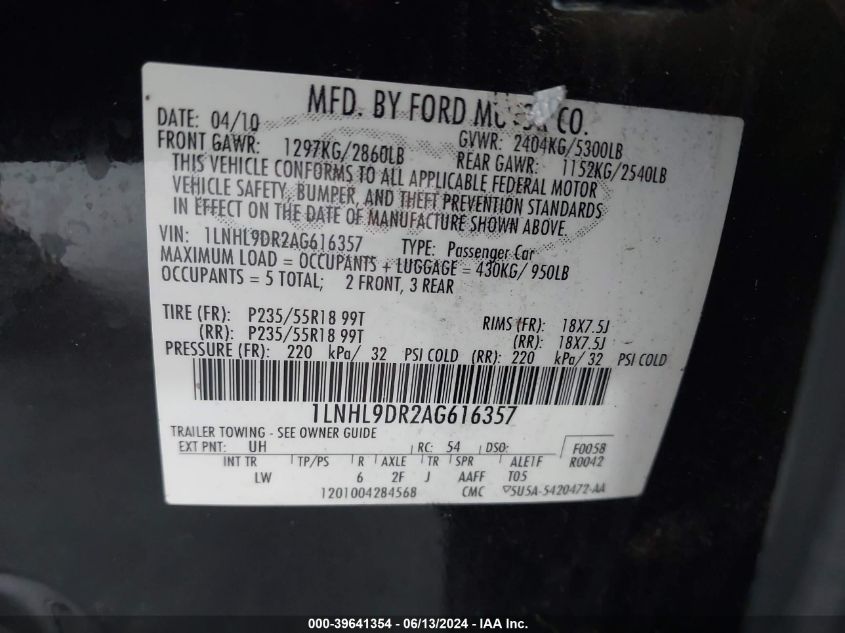 MFD. BY FORD CO.
DATE: 04/10 GVWR: 2404KG/5300LB
FRONT GAWR: 1297KG/2860LB REAR GAWR: 1152KG/2540LB
THIS VEHICLE CONFORMS TO ALL APPLICABLE FEDERAL MOTOR
VEHICLE SAFETY, BUMPER, AND THEFT PREVENTION STANDARDS
IN EFFECT ON THE DATE OF MANUFACTURE SHOWN ABOVE.
VIN: 1LNHL9DR2AG616357 TYPE: Passenger Car
MAXIMUM LOAD = OCCUPANTS + LUGGAGE = 430KG/ 950LB
OCCUPANTS = 5 TOTAL; 2 FRONT, 3 REAR
TIRE (FR): P235/55R18 99T RIMS (FR): 18X7.5J
(RR): P235/55R18 99T (RR): 18X7.5J
PRESSURE (FR): 220 kPa/ 32 PSI COLD (RR): 220 kPa/ 32 PSI COLD
1LNHL9DR2AG616357
TRAILER TOWING - SEE OWNER GUIDE
EXT PNT: UH RC: 54 DSO: F0058
INT TR TP/PS R AXLE TR SPR ALE1F R0042
LW 6 2F J AAFF T05
1201004284568 CMC 5U5A-5420472-AA
000-39641354 - 06/13/2024 - IAA Inc.